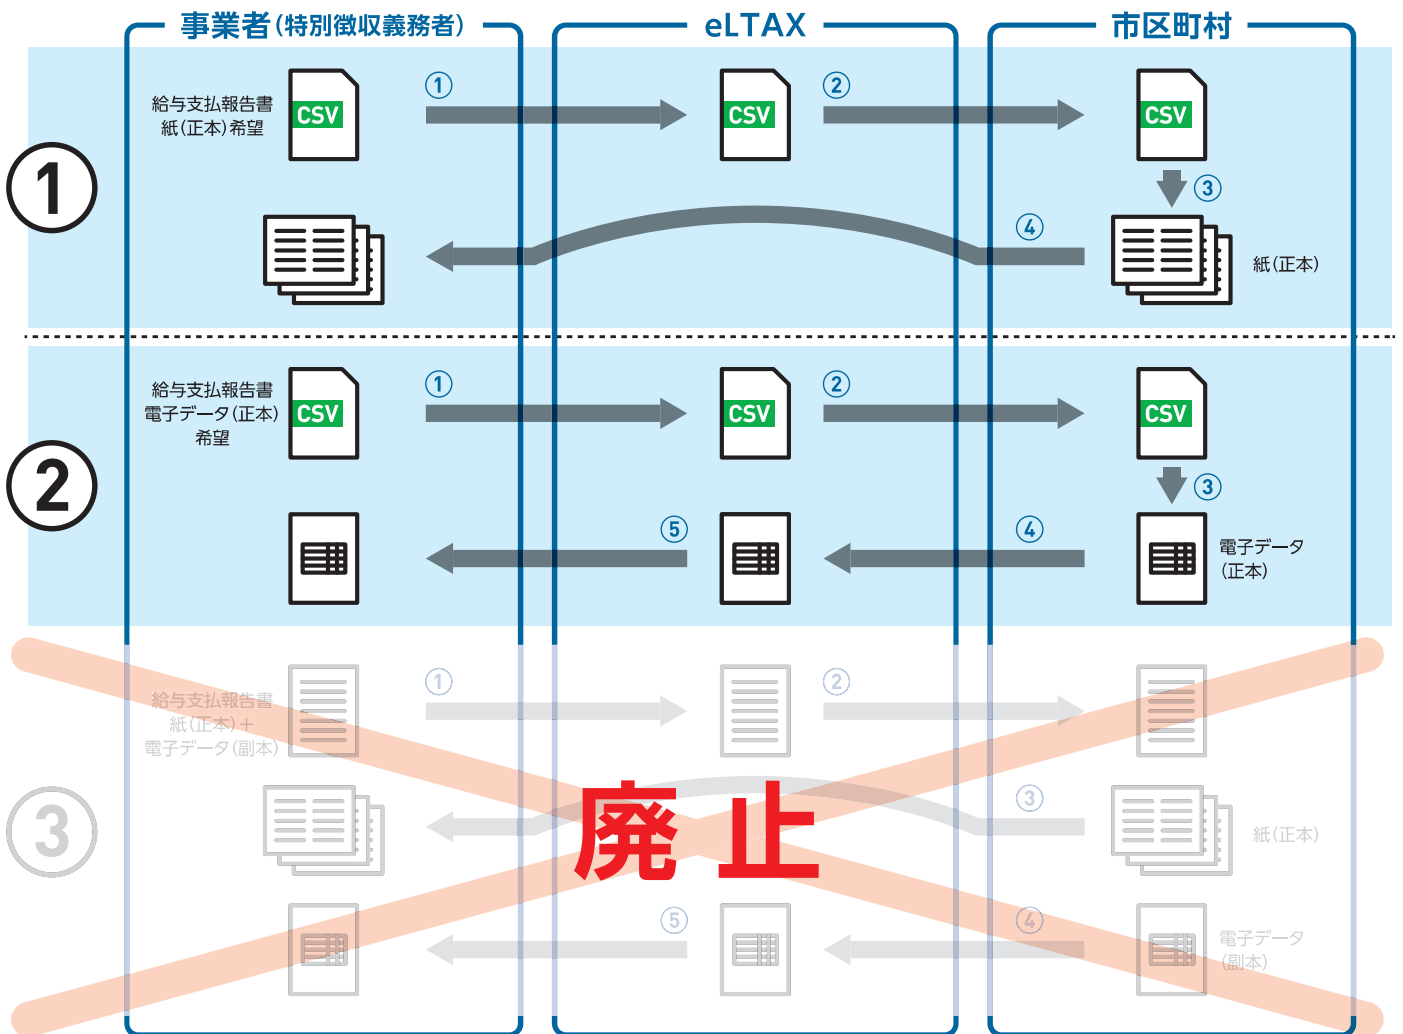 事業者(特別徴収義務者)
eLTAX
市区町村
①
給与支払報告書
紙(正本)希望
CSV
①
CSV
②
CSV
③
④
紙(正本)
②
給与支払報告書
電子データ(正本)
希望
CSV
①
CSV
②
CSV
③
⑤
④
電子データ
(正本)
③
給与支払報告書
紙(正本)+
電子データ(副本)
①
②
廃止
③
紙(正本)
⑤
④
電子データ
(副本)